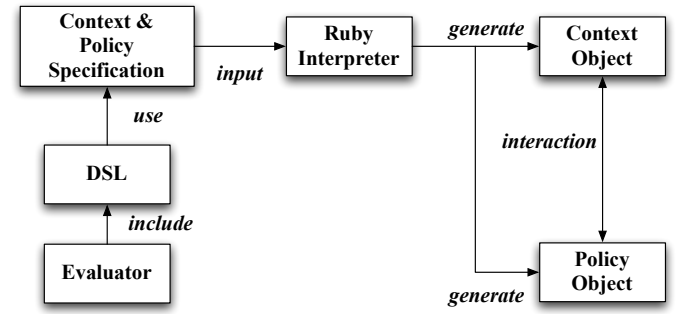 Context &
Policy
Specification
input
Ruby
Interpreter
generate
Context
Object
use
interaction
DSL
include
Evaluator
generate
Policy
Object